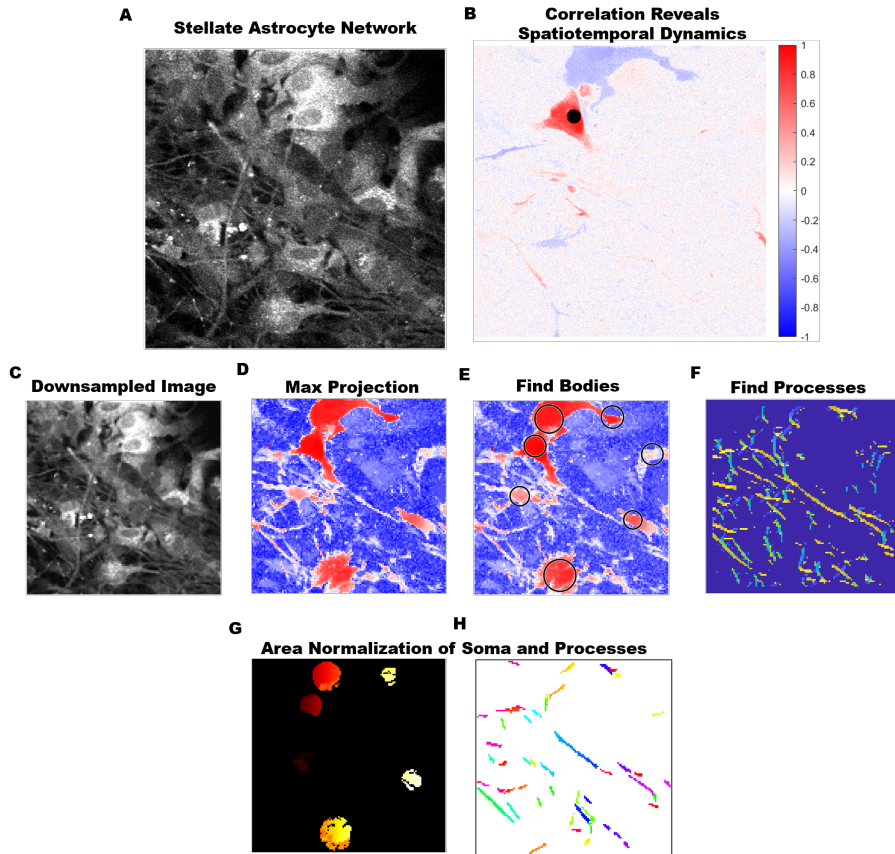 A
Stellate Astrocyte Network
B
Correlation Reveals
Spatiotemporal Dynamics
1
0.8
0.6
0.4
0.2
0
-0.2
-0.4
-0.6
-0.8
-1
C
Downsampled Image
D
Max Projection
E
Find Bodies
F
Find Processes
G
H
Area Normalization of Soma and Processes